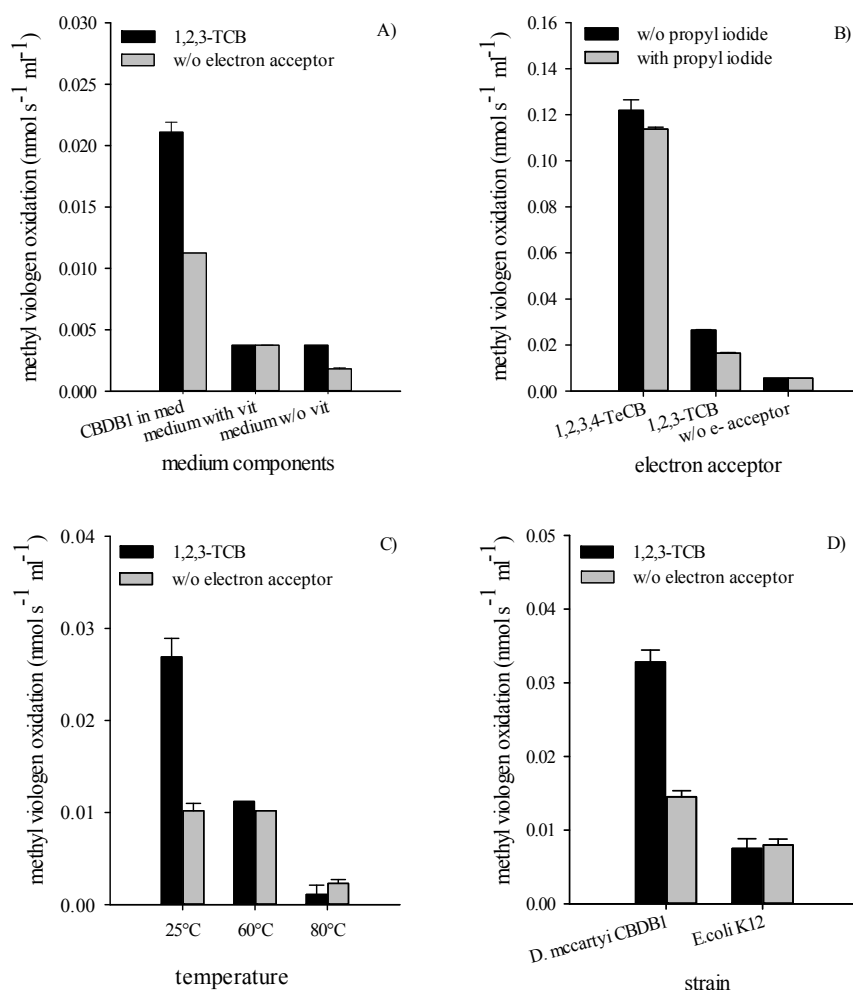 A)
1,2,3-TCB
w/o electron acceptor
methyl viologen oxidation (nmol s⁻¹ ml⁻¹)
0.030
0.025
0.020
0.015
0.010
0.005
0.000
CBDB1 in med
medium with vit
medium w/o vit
medium components
B)
w/o propyl iodide
with propyl iodide
methyl viologen oxidation (nmol s⁻¹ ml⁻¹)
0.16
0.14
0.12
0.10
0.08
0.06
0.04
0.02
0.00
1,2,3,4-TeCB
1,2,3-TCB
w/o e- acceptor
electron acceptor
C)
1,2,3-TCB
w/o electron acceptor
methyl viologen oxidation (nmol s⁻¹ ml⁻¹)
0.04
0.03
0.02
0.01
0.00
25°C 60°C 80°C
temperature
D)
1,2,3-TCB
w/o electron acceptor
methyl viologen oxidation (nmol s⁻¹ ml⁻¹)
0.05
0.04
0.03
0.02
0.01
0.00
D. mccartyi CBDB1
E.coli K12
strain